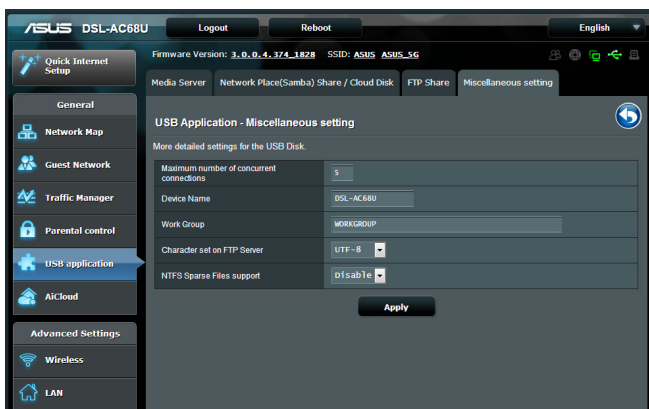 ASUS DSL-AC68U Logout Reboot English
Quick Internet Setup
Firmware Version: 3.0.0.4.374_1828 SSID: ASUS ASUS_5G
Media Server Network Place(Samba) Share / Cloud Disk FTP Share Miscellaneous setting
General
Network Map
Guest Network
Traffic Manager
Parental control
USB application
AiCloud
Advanced Settings
Wireless
LAN
USB Application - Miscellaneous setting
More detailed settings for the USB Disk.
Maximum number of concurrent connections 5
Device Name DSL-AC68U
Work Group WORKGROUP
Character set on FTP Server UTF-8
NTFS Sparse Files support Disable
Apply